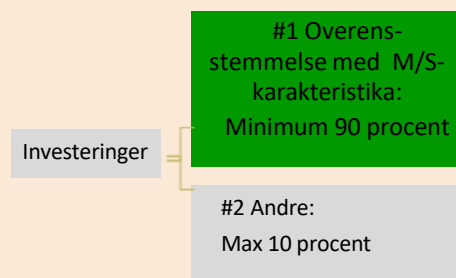 #1 Overens-
stemmelse med M/S-
karakteristika:
Minimum 90 procent
Investeringer
#2 Andre:
Max 10 procent